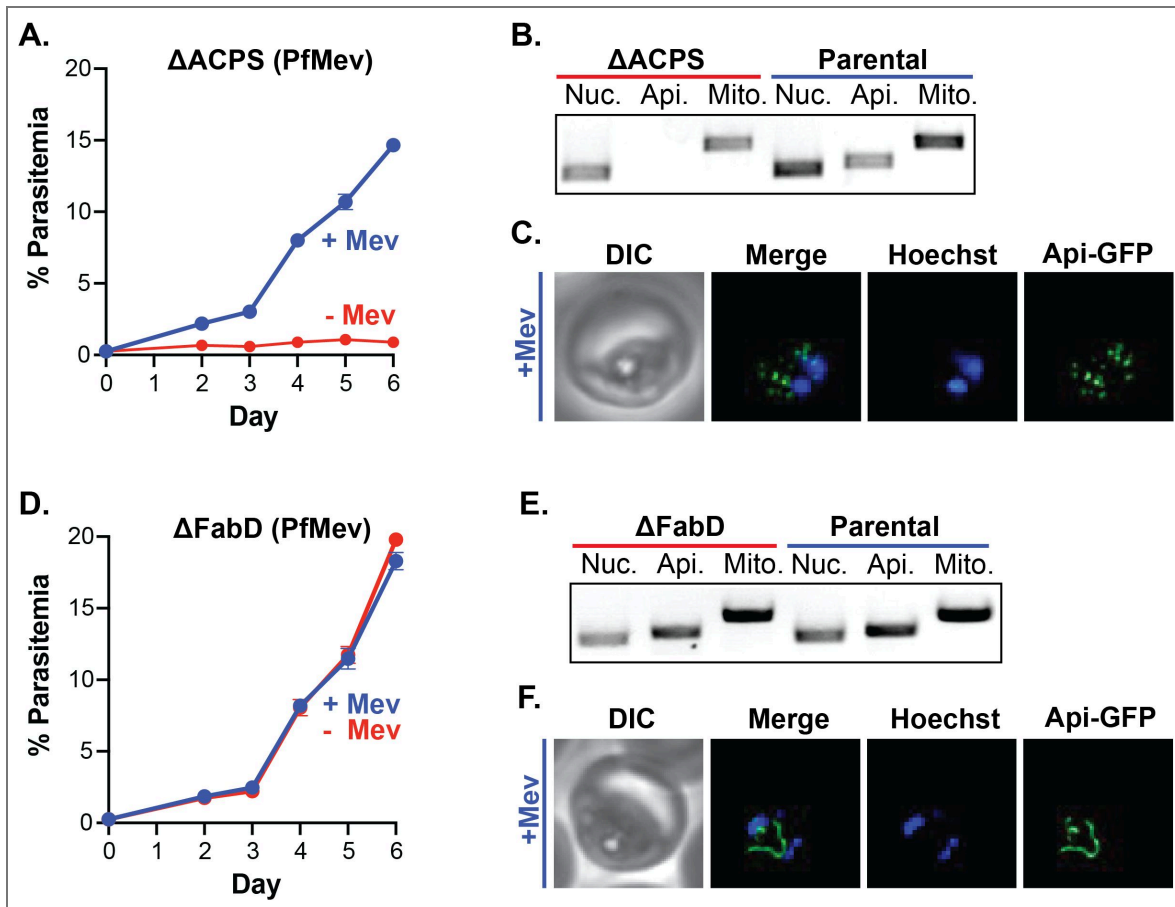 A.
ΔACPS (PfMev)
% Parasitemia
20
15
10
5
0
+ Mev
- Mev
0 1 2 3 4 5 6
Day
B.
ΔACPS Parental
Nuc. Api. Mito. Nuc. Api. Mito.
C.
DIC Merge Hoechst Api-GFP
+Mev
D.
ΔFabD (PfMev)
% Parasitemia
20
15
10
5
0
+ Mev
- Mev
0 1 2 3 4 5 6
Day
E.
ΔFabD Parental
Nuc. Api. Mito. Nuc. Api. Mito.
F.
DIC Merge Hoechst Api-GFP
+Mev